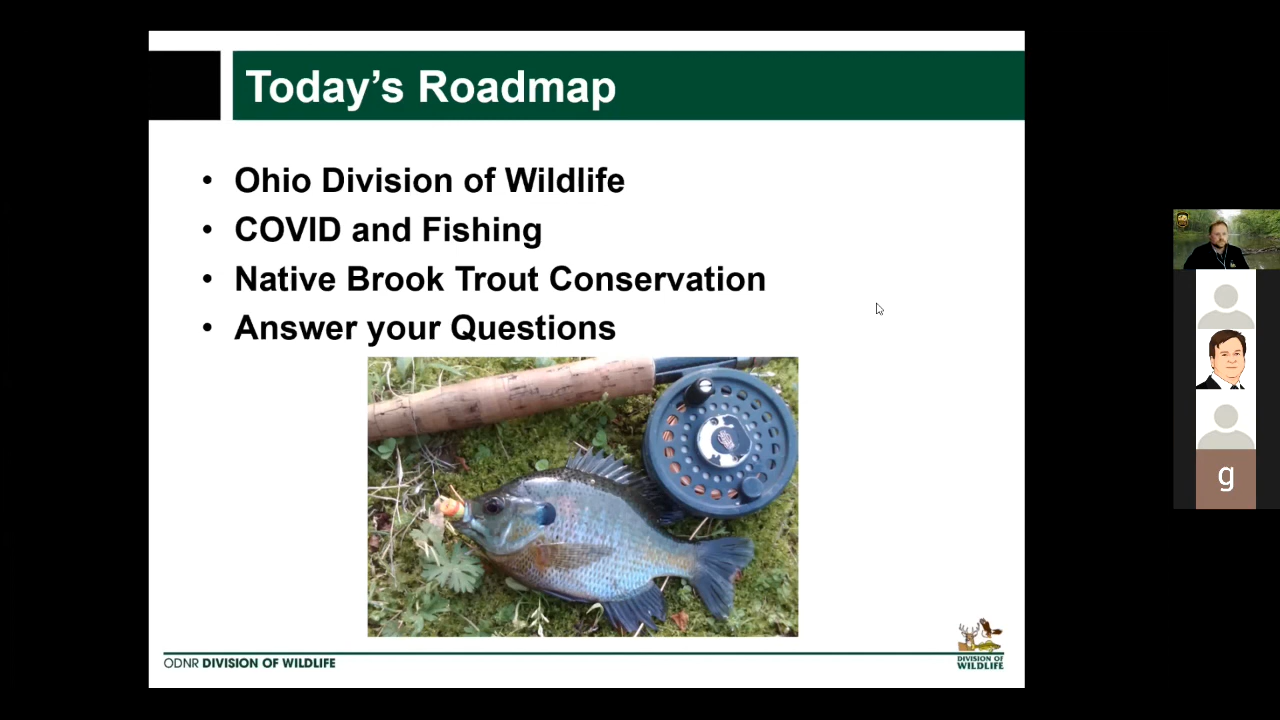 Today's Roadmap
• Ohio Division of Wildlife
• COVID and Fishing
• Native Brook Trout Conservation
• Answer your Questions
ODNR DIVISION OF WILDLIFE
DIVISION OF
WILDLIFE
g